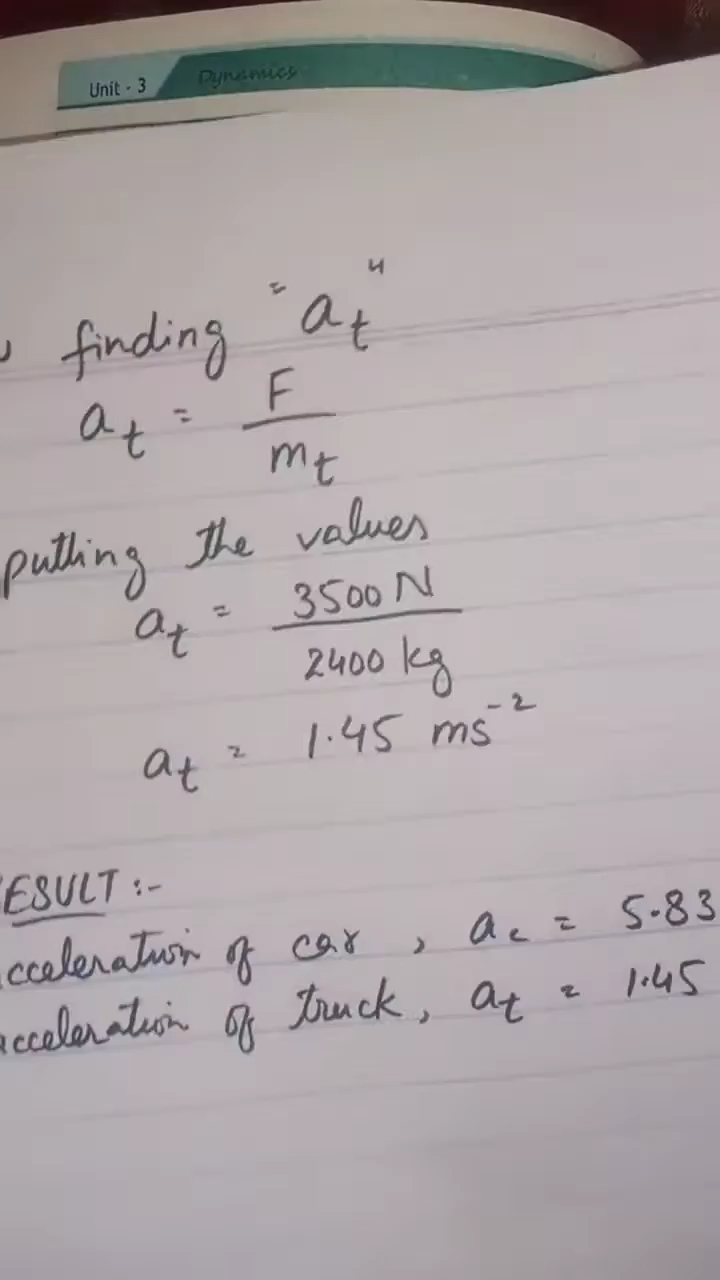 Unit - 3 Dynamics
finding "at"
at = F
mt
putting the values
at = 3500 N
2400 kg
at = 1.45 ms⁻²
ESULT :-
cceleration of car, ac = 5.83
acceleration of truck, at = 1.45